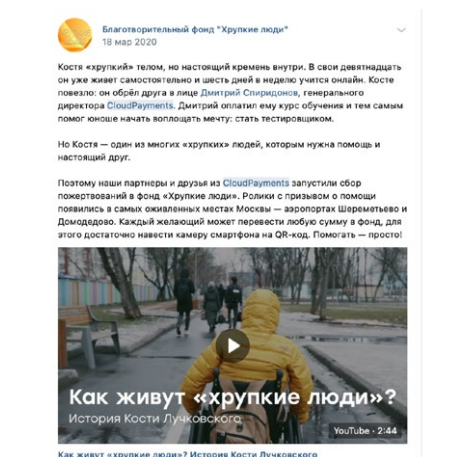 Благотворительный фонд "Хрупкие люди"
18 мар 2020
Костя «хрупкий» телом, но настоящий кремень внутри. В свои девятнадцать
он уже живет самостоятельно и шесть дней в неделю учится онлайн. Косте
повезло: он обрёл друга в лице Дмитрия Спиридонова, генерального
директора CloudPayments. Дмитрий оплатил ему курс обучения и тем самым
помог юноше начать воплощать мечту: стать тестировщиком.
Но Костя — один из многих «хрупких» людей, которым нужна помощь и
настоящий друг.
Поэтому наши партнеры и друзья из CloudPayments запустили сбор
пожертвований в фонд «Хрупкие люди». Ролики с призывом о помощи
появились в самых оживленных местах Москвы — аэропортах Шереметьево и
Домодедово. Каждый желающий может перевести любую сумму в фонд, для
этого достаточно навести камеру смартфона на QR-код. Помогать — просто!
Как живут «хрупкие люди»?
История Кости Лучковского
YouTube · 2:44
Как живут «хрупкие люди»? История Кости Лучковского